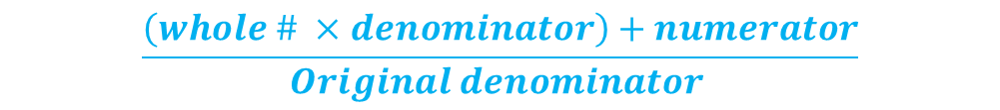 (whole # × denominator) + numerator
Original denominator